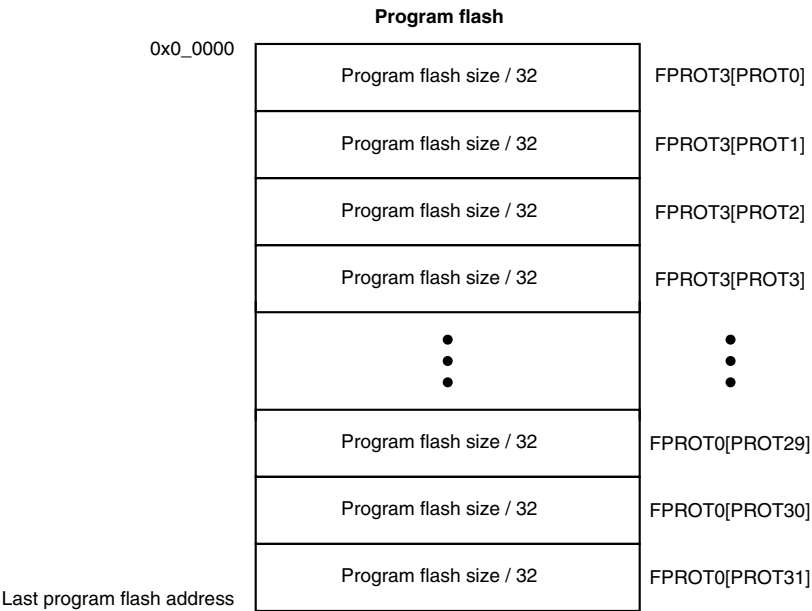 Program flash
0x0_0000
Program flash size / 32 FPROT3[PROT0]
Program flash size / 32 FPROT3[PROT1]
Program flash size / 32 FPROT3[PROT2]
Program flash size / 32 FPROT3[PROT3]
Program flash size / 32 FPROT0[PROT29]
Program flash size / 32 FPROT0[PROT30]
Program flash size / 32 FPROT0[PROT31]
Last program flash address